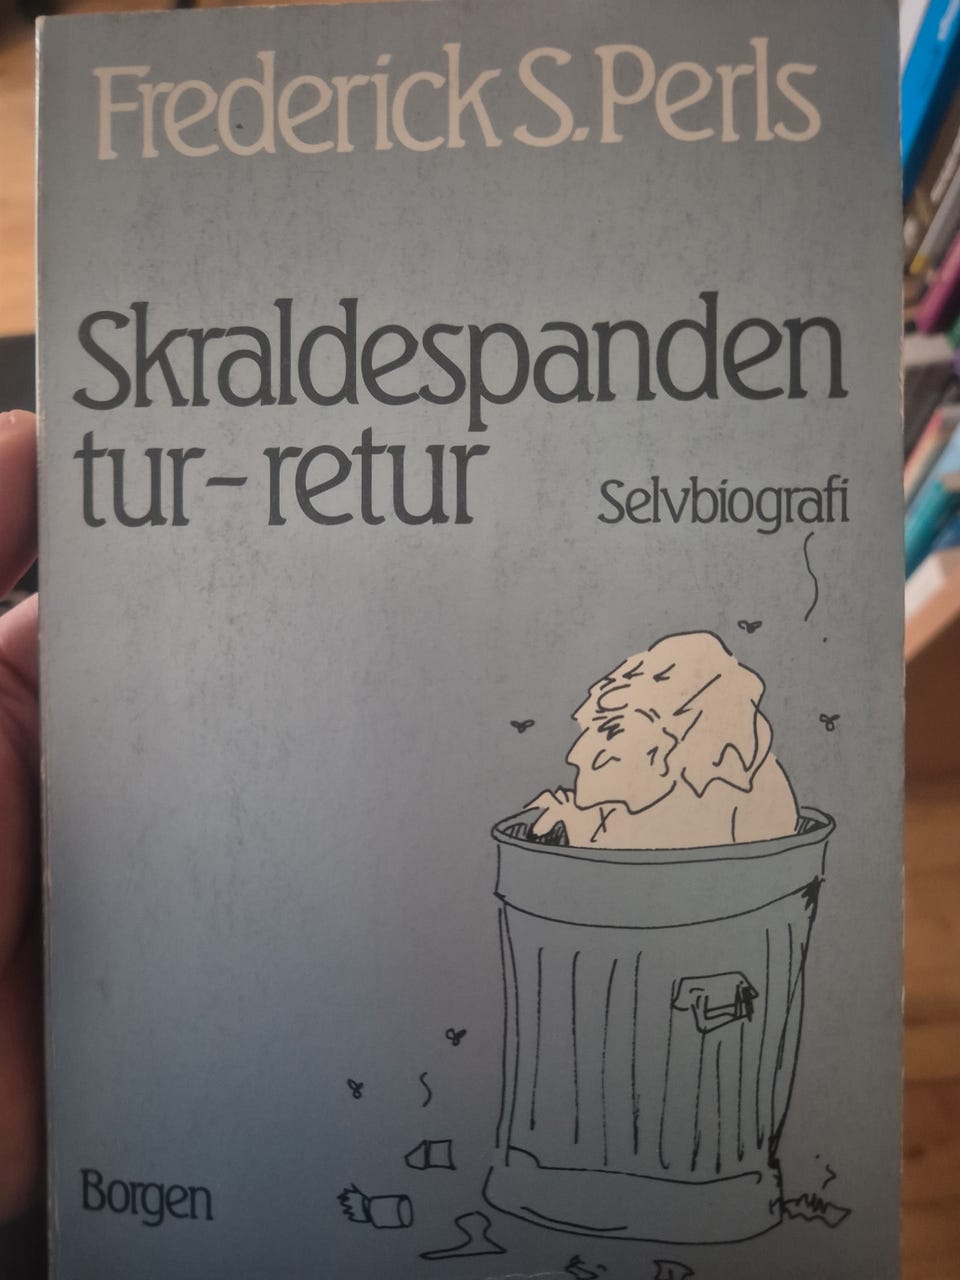 Frederick S. Perls
Skraldespanden
tur-retur
Selvbiografi
Borgen